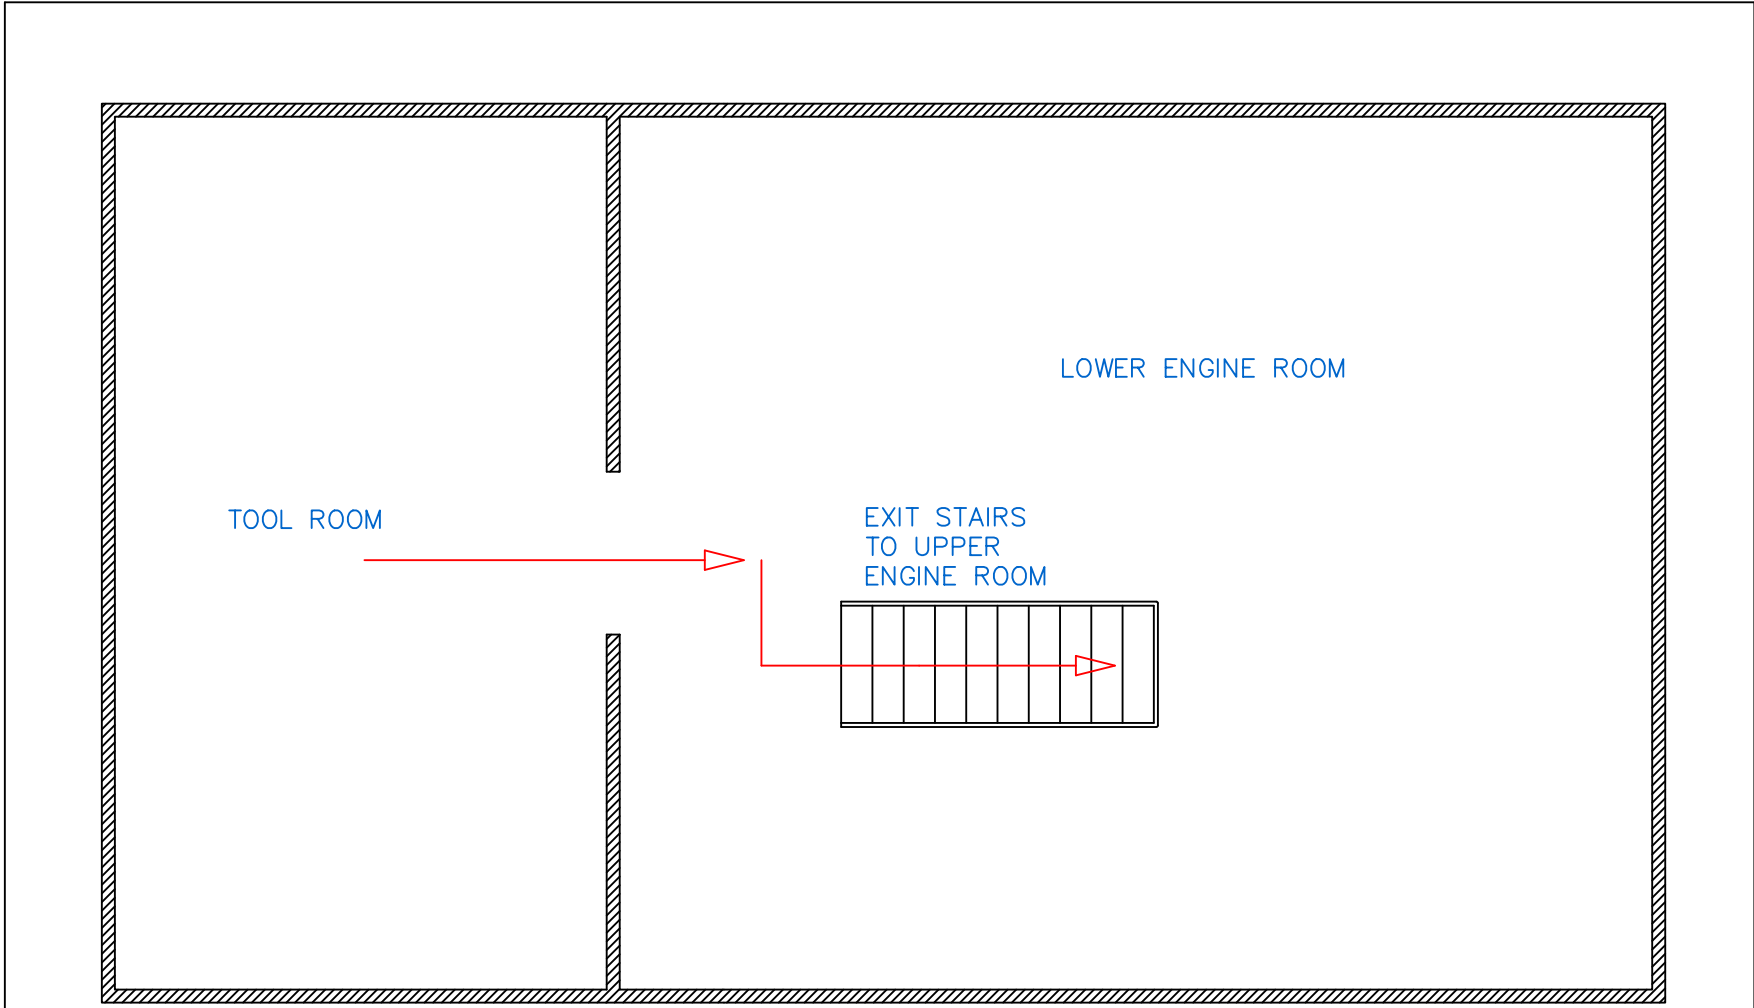 LOWER ENGINE ROOM
TOOL ROOM
EXIT STAIRS
TO UPPER
ENGINE ROOM